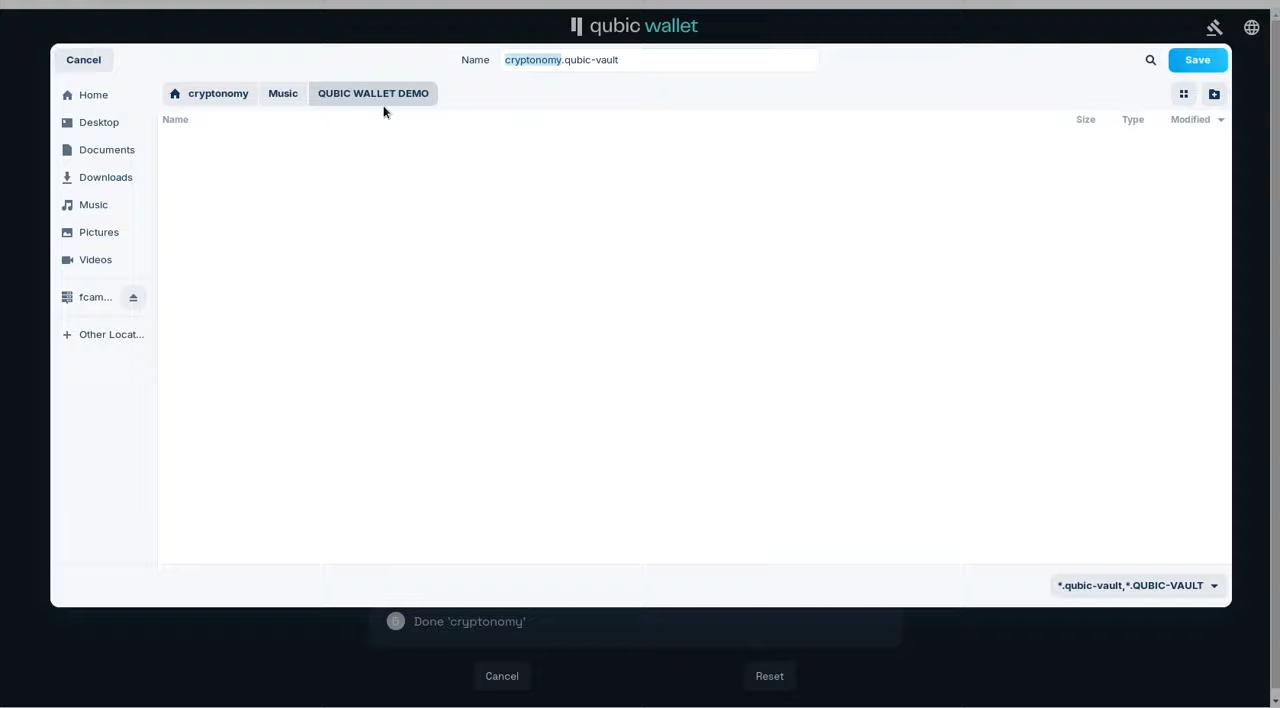 qubic wallet
Cancel
Name cryptonomy.qubic-vault
Save
Home
Desktop
Documents
Downloads
Music
Pictures
Videos
fcam...
Other Locat...
cryptonomy Music QUBIC WALLET DEMO
Name Size Type Modified
*.qubic-vault,*.QUBIC-VAULT
Done 'cryptonomy'
Cancel Reset